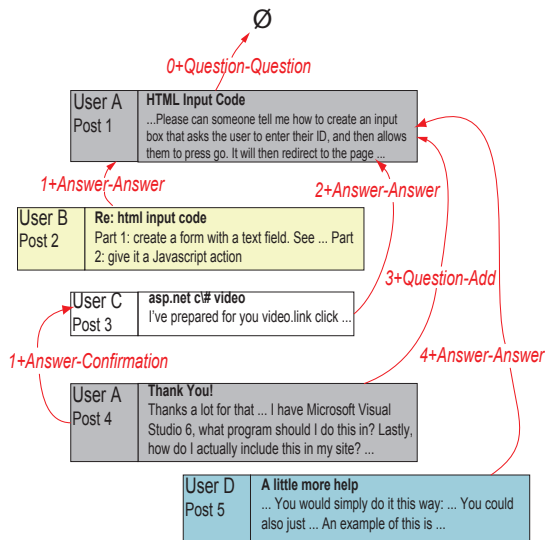 Ø
0+Question-Question
User A
Post 1
HTML Input Code
...Please can someone tell me how to create an input
box that asks the user to enter their ID, and then allows
them to press go. It will then redirect to the page ...
1+Answer-Answer
2+Answer-Answer
User B
Post 2
Re: html input code
Part 1: create a form with a text field. See ... Part
2: give it a Javascript action
3+Question-Add
User C
Post 3
asp.net c\# video
I've prepared for you video.link click ...
1+Answer-Confirmation
4+Answer-Answer
User A
Post 4
Thank You!
Thanks a lot for that ... I have Microsoft Visual
Studio 6, what program should I do this in? Lastly,
how do I actually include this in my site? ...
User D
Post 5
A little more help
... You would simply do it this way: ... You could
also just ... An example of this is ...